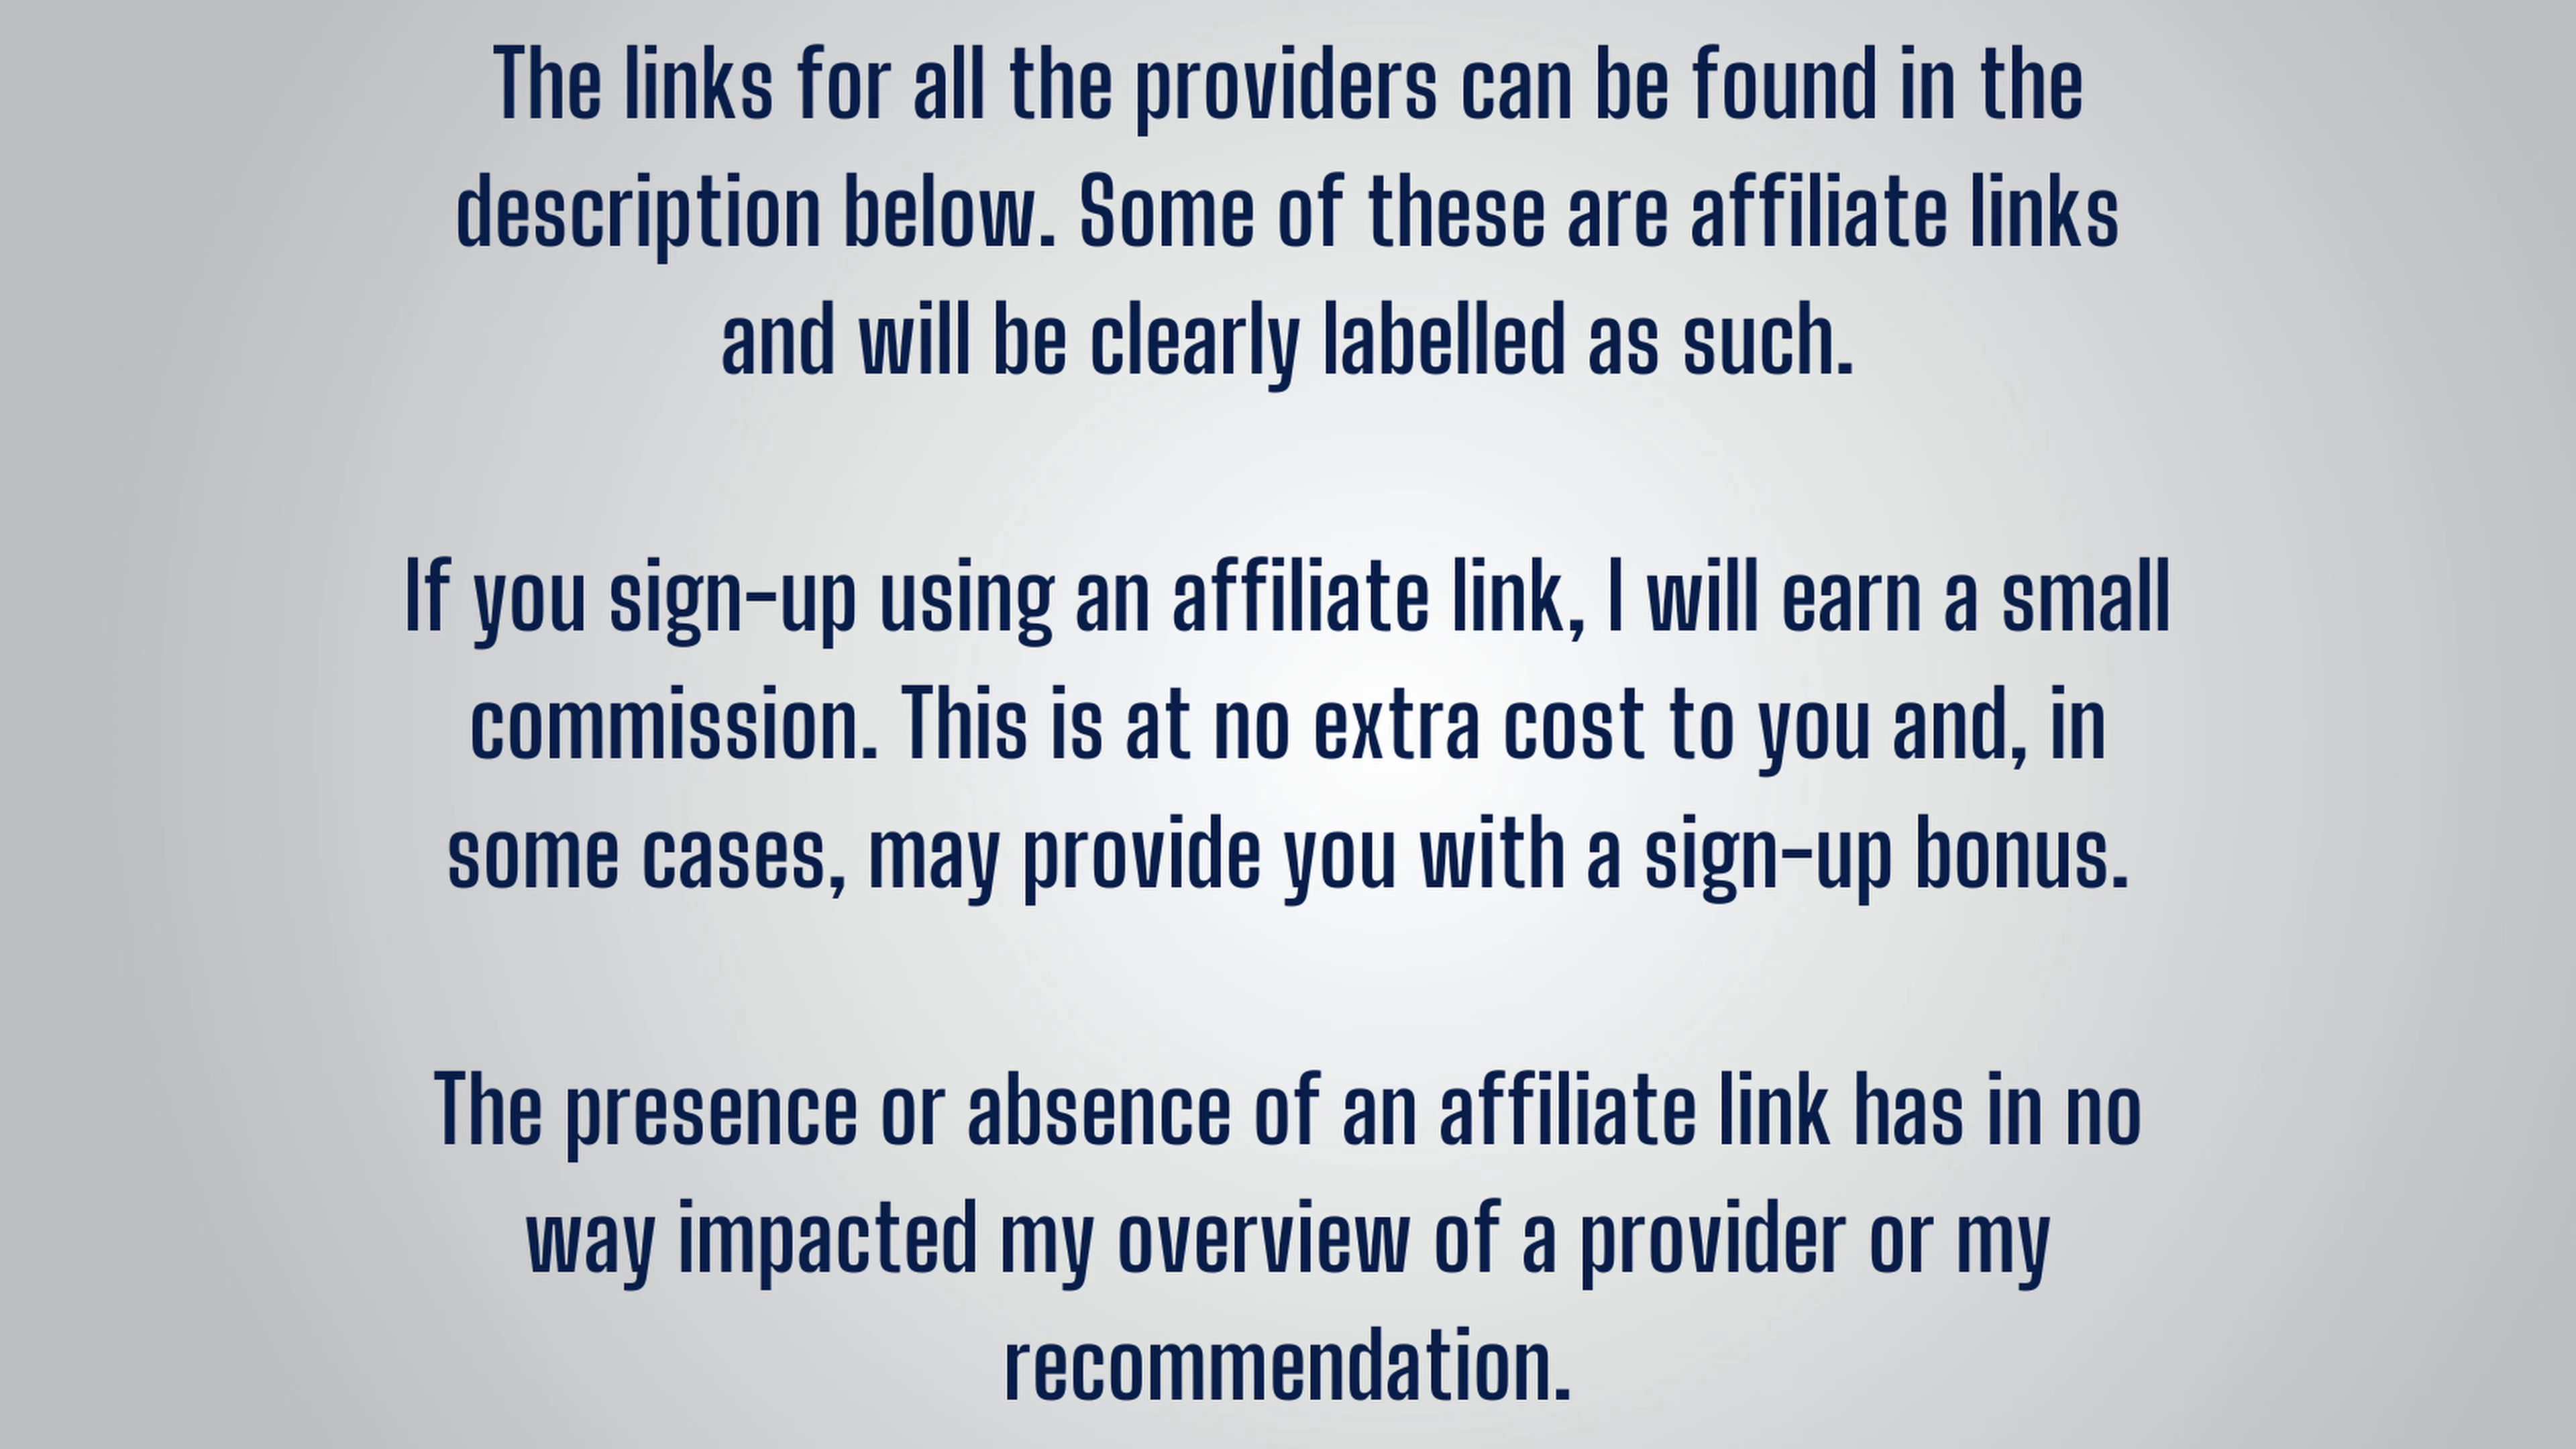 The links for all the providers can be found in the
description below. Some of these are affiliate links
and will be clearly labelled as such.
If you sign-up using an affiliate link, I will earn a small
commission. This is at no extra cost to you and, in
some cases, may provide you with a sign-up bonus.
The presence or absence of an affiliate link has in no
way impacted my overview of a provider or my
recommendation.